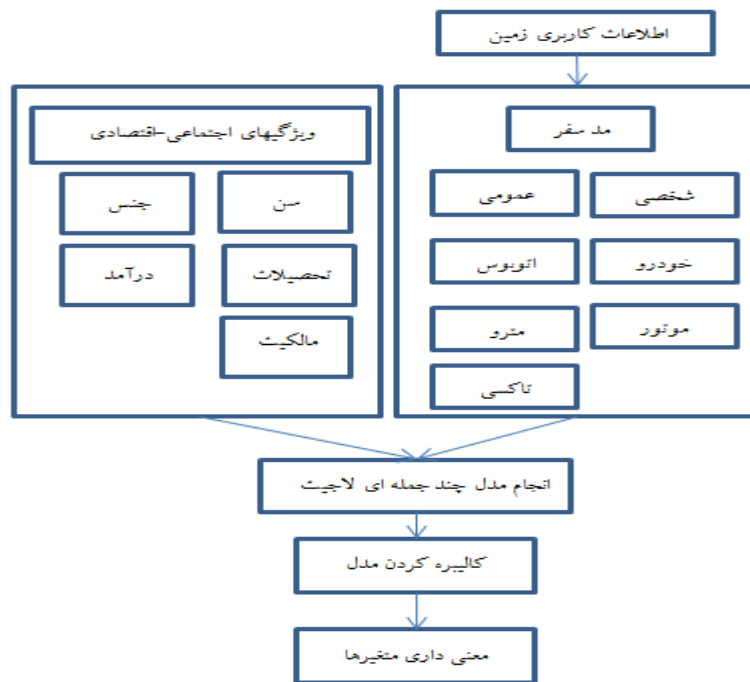 اطلاعات کاربری زمین
مد سفر
شخصی
عمومی
خودرو
اتوبوس
موتور
مترو
تاکسی
ویژگیهای اجتماعی-اقتصادی
سن
جنس
تحصیلات
درآمد
مالکیت
انجام مدل چند جمله ای لاجیت
کالیبره کردن مدل
معنی داری متغیرها